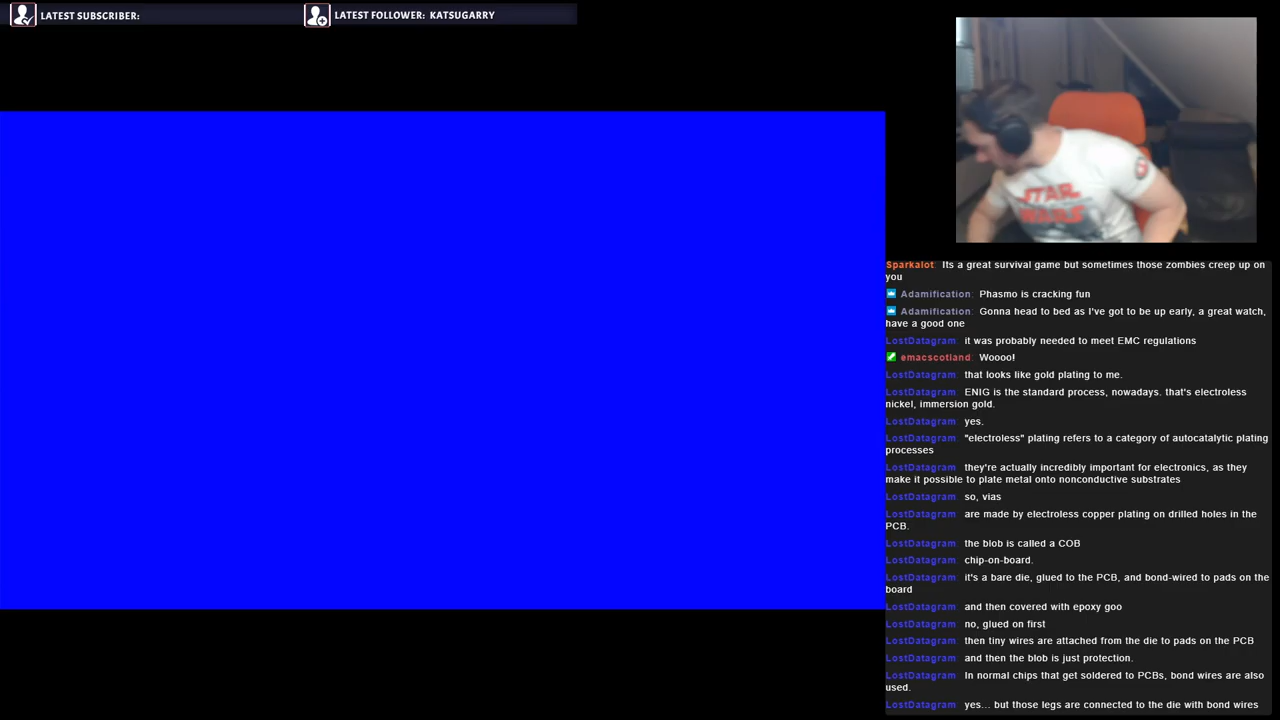 LATEST SUBSCRIBER:
LATEST FOLLOWER: KATSUGARRY
STAR
WARS
Sparkalot: Its a great survival game but sometimes those zombies creep up on
you
Adamification: Phasmo is cracking fun
Adamification: Gonna head to bed as I've got to be up early, a great watch,
have a good one
LostDatagram: it was probably needed to meet EMC regulations
emacscotland: Woooo!
LostDatagram: that looks like gold plating to me.
LostDatagram: ENIG is the standard process, nowadays. that's electroless
nickel, immersion gold.
LostDatagram: yes.
LostDatagram: "electroless" plating refers to a category of autocatalytic plating
processes
LostDatagram: they're actually incredibly important for electronics, as they
make it possible to plate metal onto nonconductive substrates
LostDatagram: so, vias
LostDatagram: are made by electroless copper plating on drilled holes in the
PCB.
LostDatagram: the blob is called a COB
LostDatagram: chip-on-board.
LostDatagram: it's a bare die, glued to the PCB, and bond-wired to pads on the
board
LostDatagram: and then covered with epoxy goo
LostDatagram: no, glued on first
LostDatagram: then tiny wires are attached from the die to pads on the PCB
LostDatagram: and then the blob is just protection.
LostDatagram: In normal chips that get soldered to PCBs, bond wires are also
used.
LostDatagram: yes... but those legs are connected to the die with bond wires